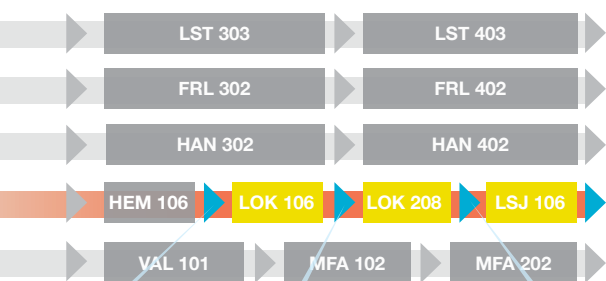 LST 303 LST 403
FRL 302 FRL 402
HAN 302 HAN 402
HEM 106 LOK 106 LOK 208 LSJ 106
VAL 101 MFA 102 MFA 202